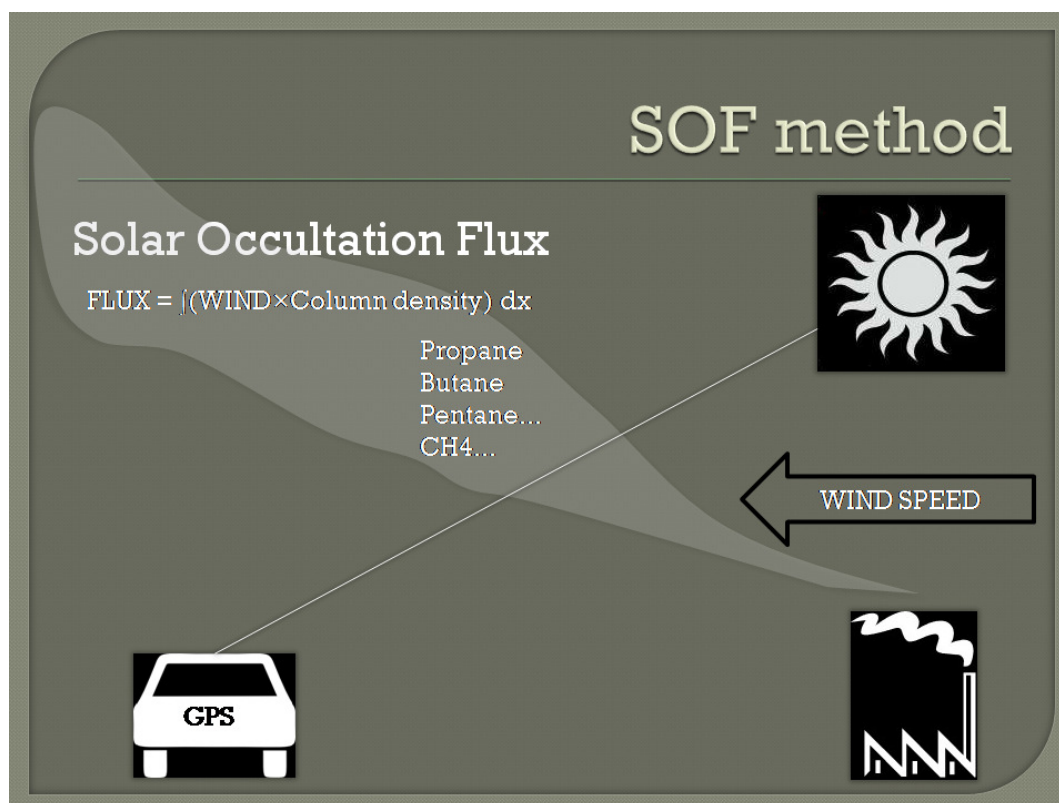 SOF method
Solar Occultation Flux
FLUX = ∫(WIND×Column density) dx
Propane
Butane
Pentane...
CH4...
WIND SPEED
GPS